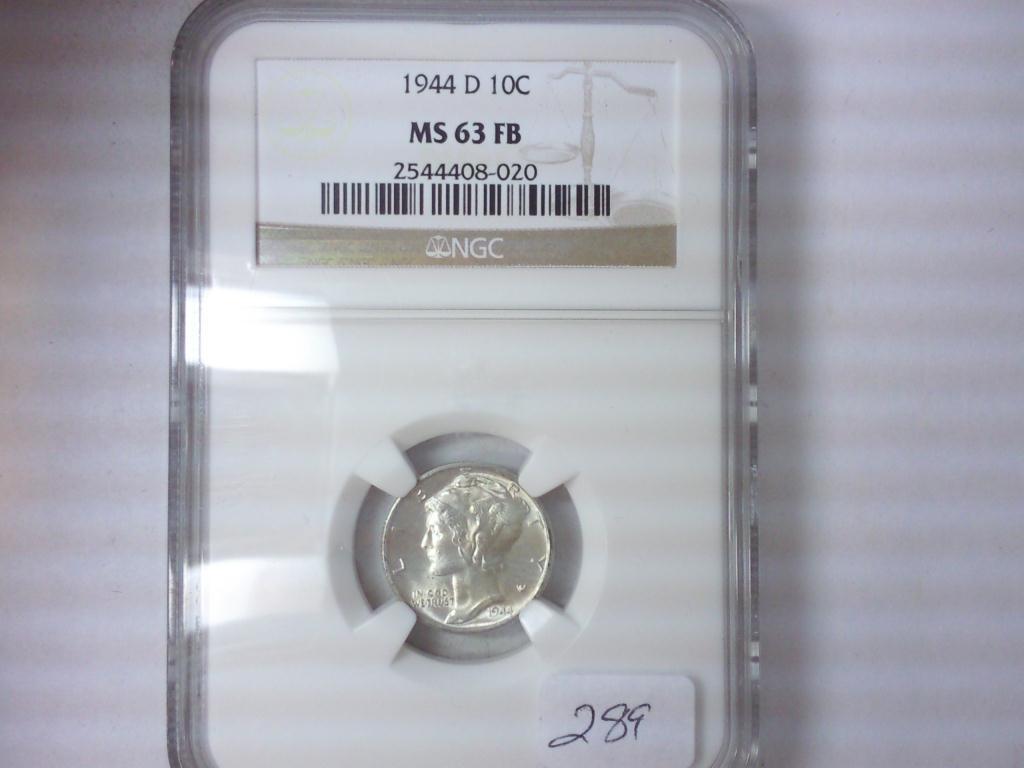 1944 D 10C
MS 63 FB
2544408-020
NGC
LIBERTY
IN GOD
WE TRUST
1944
289